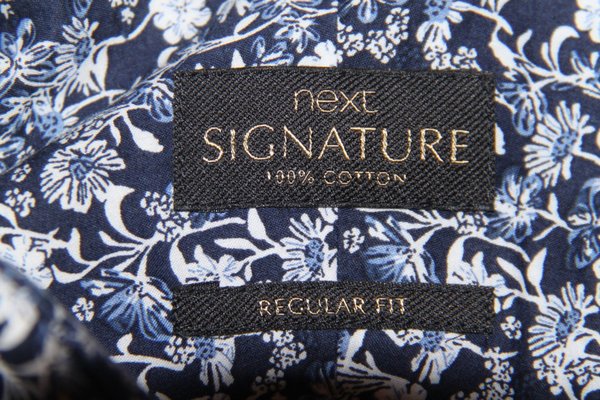 next
SIGNATURE
100% COTTON
REGULAR FIT